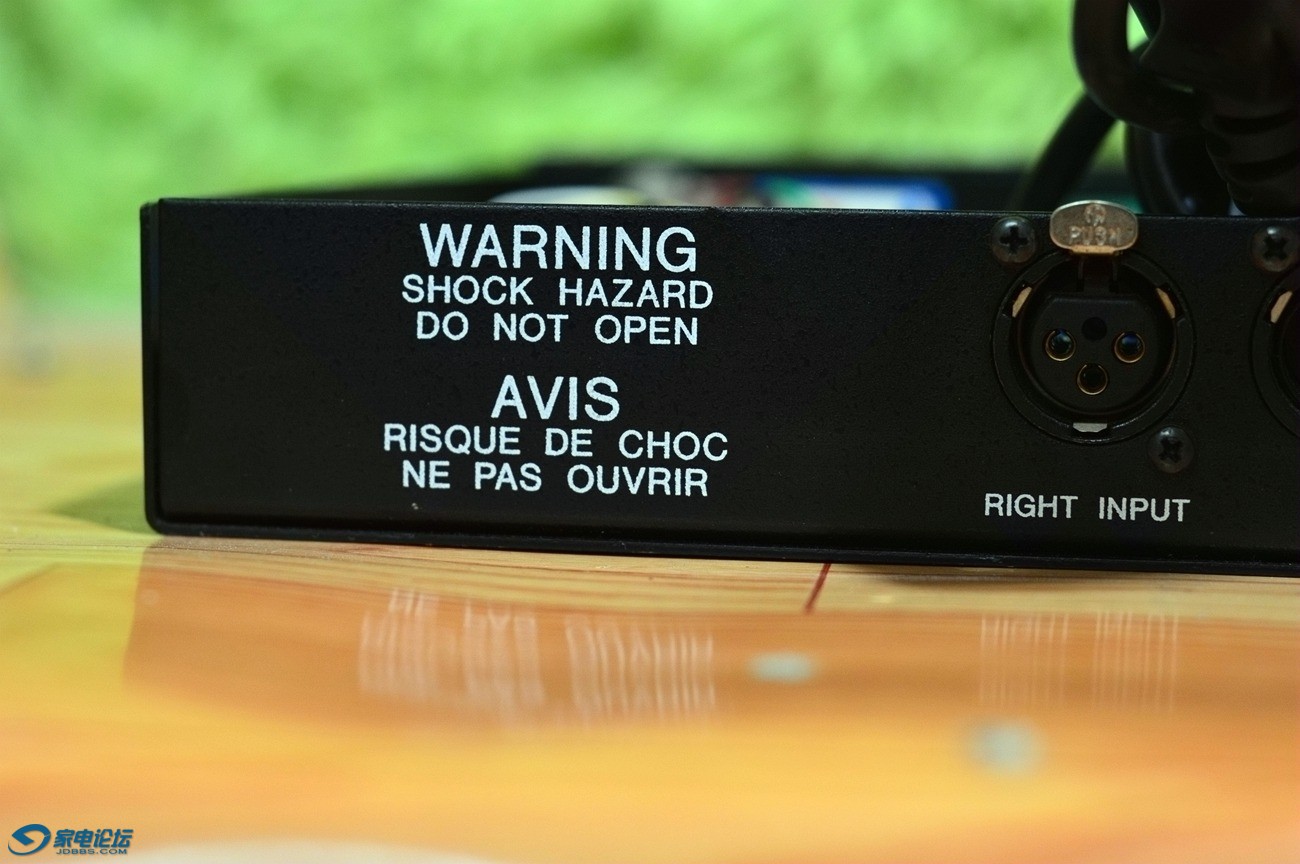 WARNING
SHOCK HAZARD
DO NOT OPEN
AVIS
RISQUE DE CHOC
NE PAS OUVRIR
PUSH
RIGHT INPUT
家电论坛
JDBBS.COM